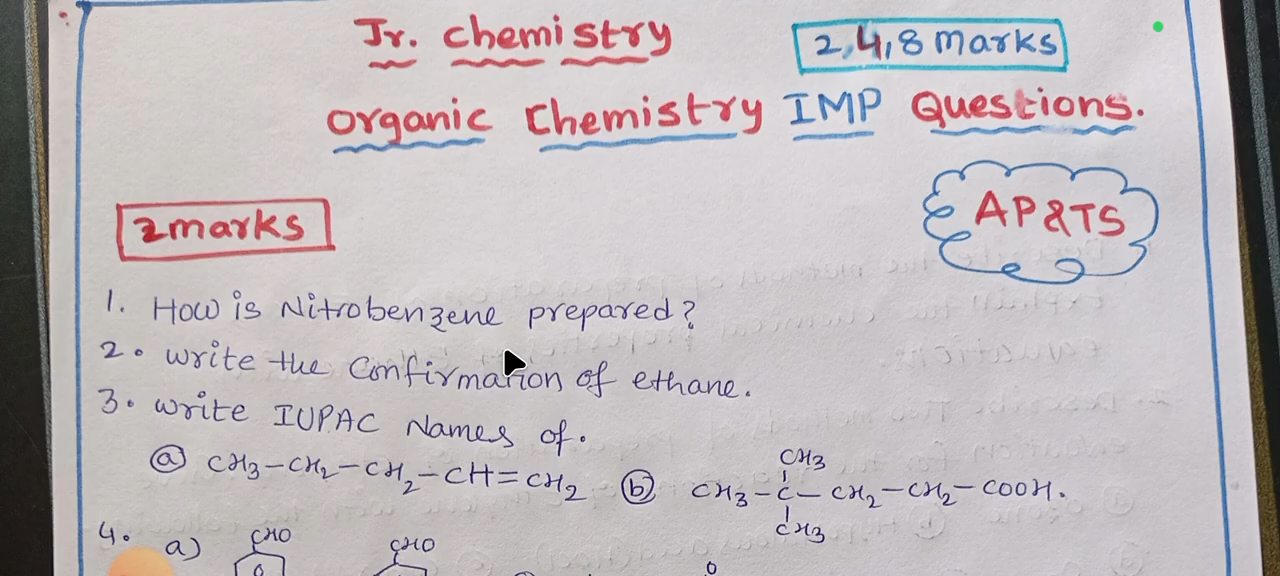 Jr. chemistry
2,4,8 marks
organic chemistry IMP Questions.
AP&TS
2marks
1. How is Nitrobenzene prepared?
2. write the Confirmation of ethane.
3. write IUPAC Names of.
ⓐ CH3-CH2-CH2-CH=CH2 ⓑ CH3-C-CH2-CH2-COOH.
CH3
CH3
4. a) CHO CHO